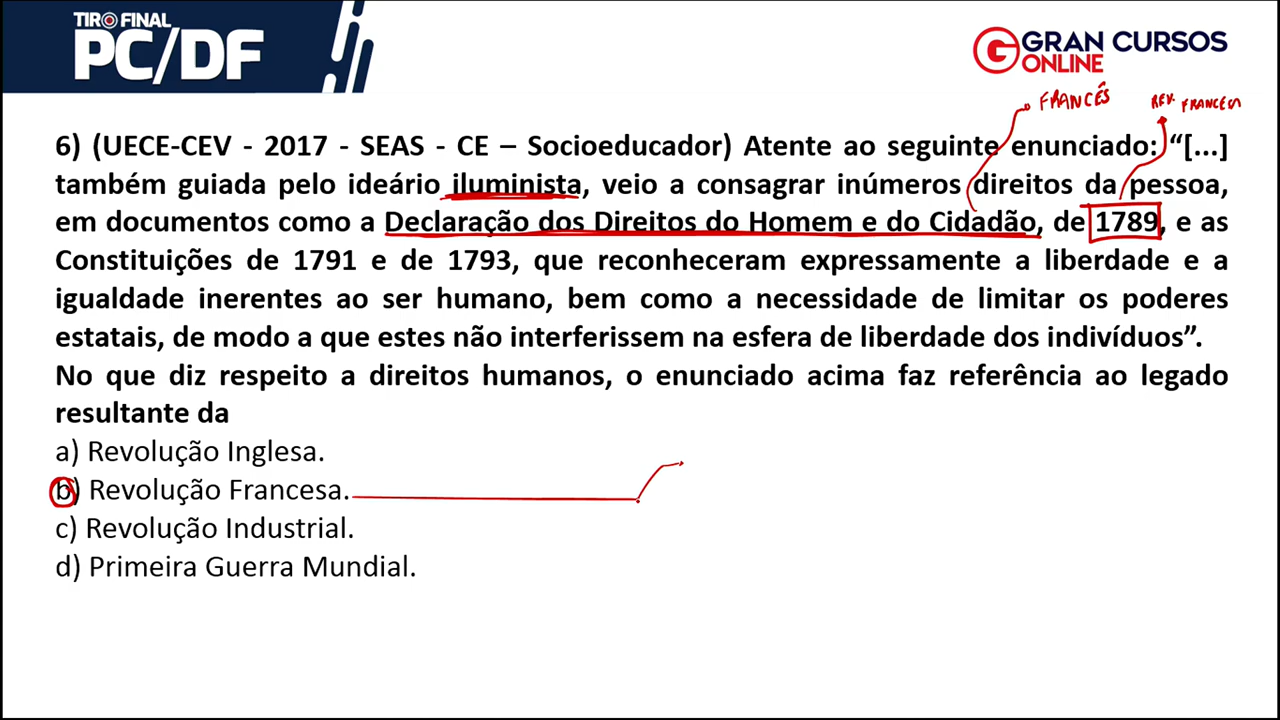 TIRO FINAL
PC/DF
GRAN CURSOS
ONLINE
FRANCÊS
REV. FRANCESA
6) (UECE-CEV - 2017 - SEAS - CE – Socioeducador) Atente ao seguinte enunciado: “[...]
também guiada pelo ideário iluminista, veio a consagrar inúmeros direitos da pessoa,
em documentos como a Declaração dos Direitos do Homem e do Cidadão, de 1789, e as
Constituições de 1791 e de 1793, que reconheceram expressamente a liberdade e a
igualdade inerentes ao ser humano, bem como a necessidade de limitar os poderes
estatais, de modo a que estes não interferissem na esfera de liberdade dos indivíduos”.
No que diz respeito a direitos humanos, o enunciado acima faz referência ao legado
resultante da
a) Revolução Inglesa.
b) Revolução Francesa.
c) Revolução Industrial.
d) Primeira Guerra Mundial.